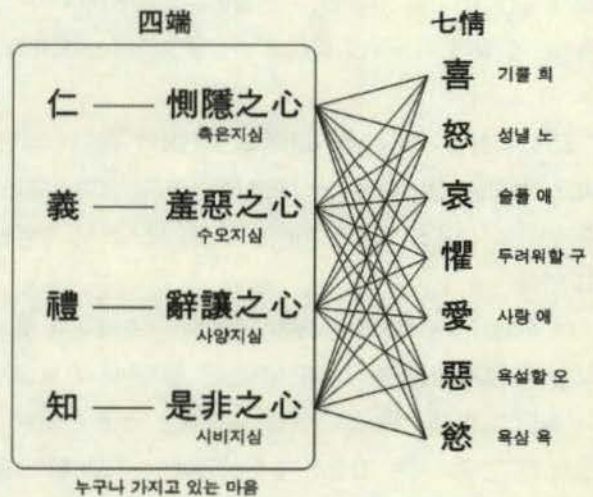 四端
仁 惻隱之心
측은지심
義 羞惡之心
수오지심
禮 辭讓之心
사양지심
知 是非之心
시비지심
누구나 가지고 있는 마음
七情
喜 기쁠 희
怒 성낼 노
哀 슬플 애
懼 두려워할 구
愛 사랑 애
惡 욕설할 오
慾 욕심 욕